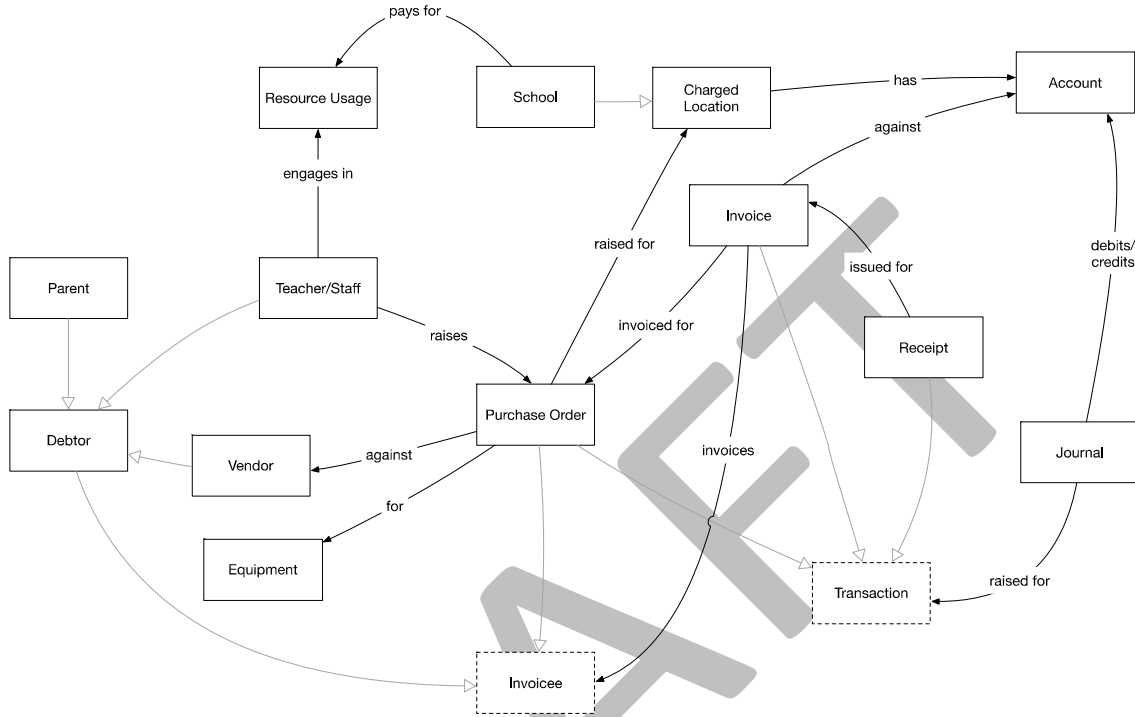 pays for
Resource Usage
School
Charged
Location
has
Account
against
engages in
Invoice
raised for
debits/
credits
Parent
Teacher/Staff
issued for
invoiced for
raises
Receipt
Purchase Order
Debtor
Vendor
against
invoices
Journal
for
Equipment
Transaction
raised for
Invoicee